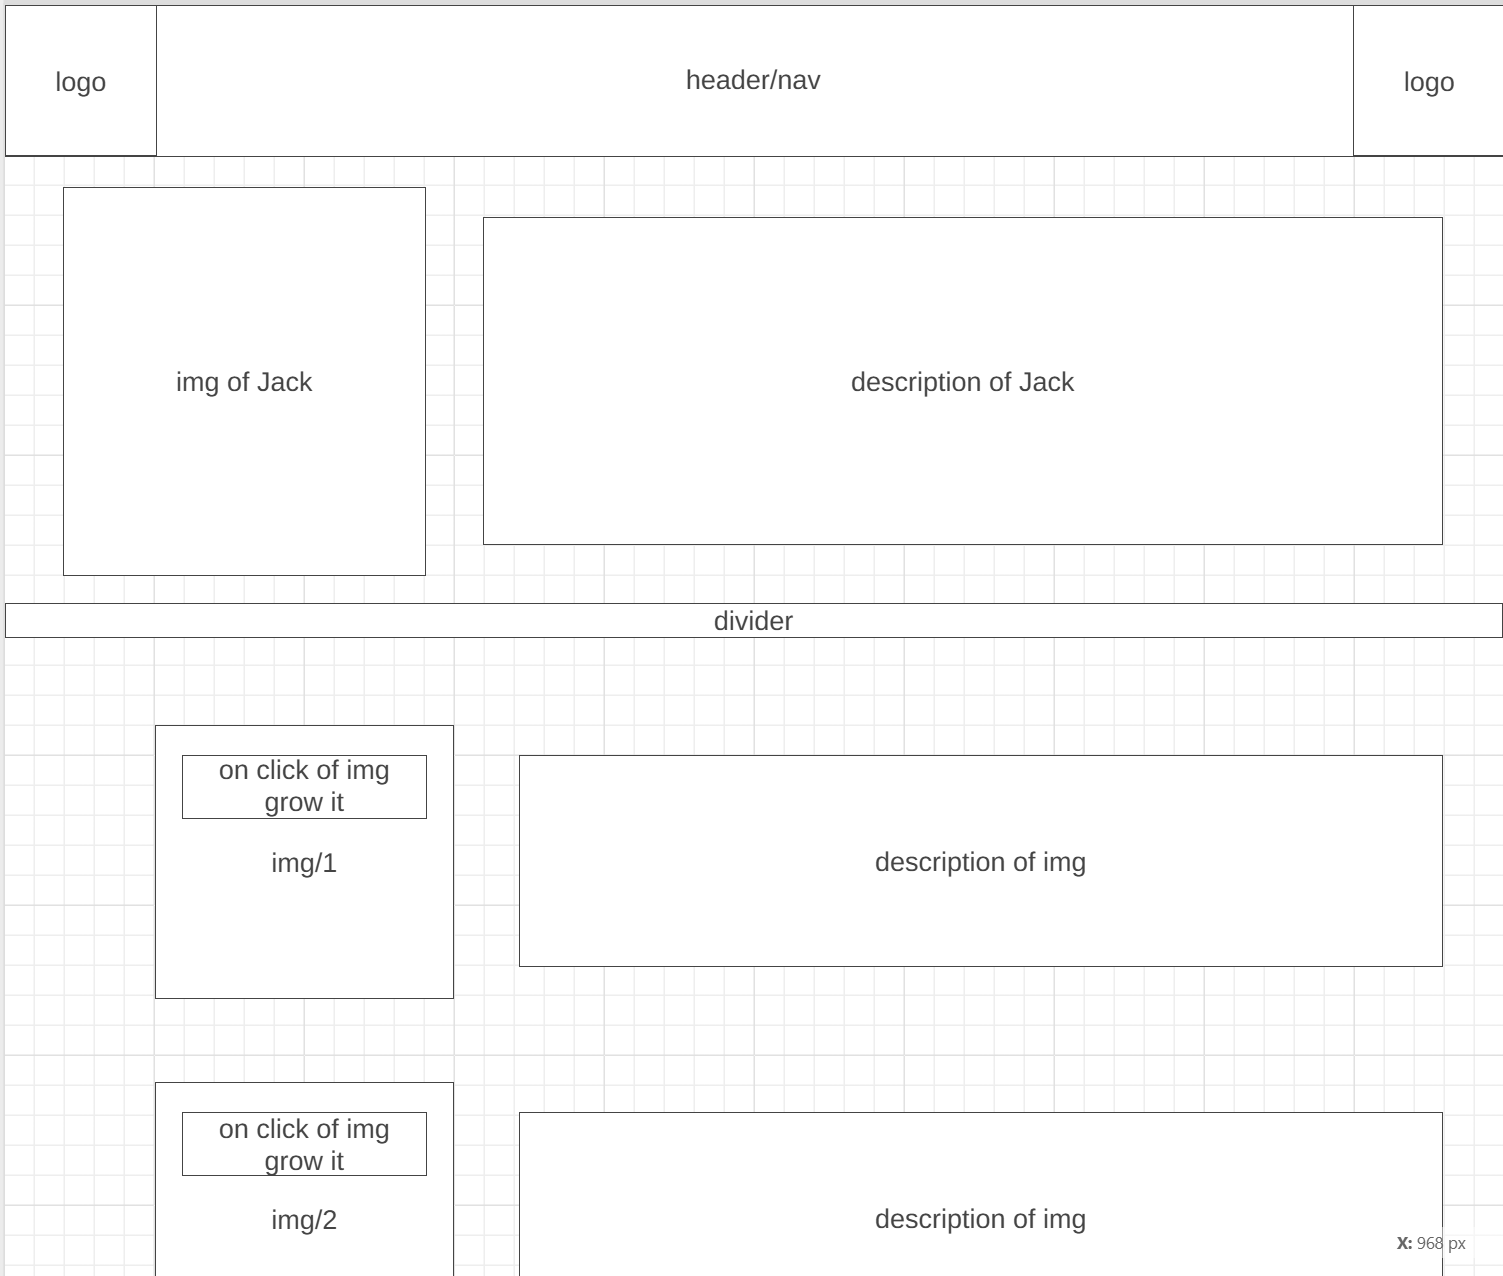 logo
header/nav
logo
img of Jack
description of Jack
divider
on click of img
grow it
img/1
description of img
on click of img
grow it
img/2
description of img
X: 968 px